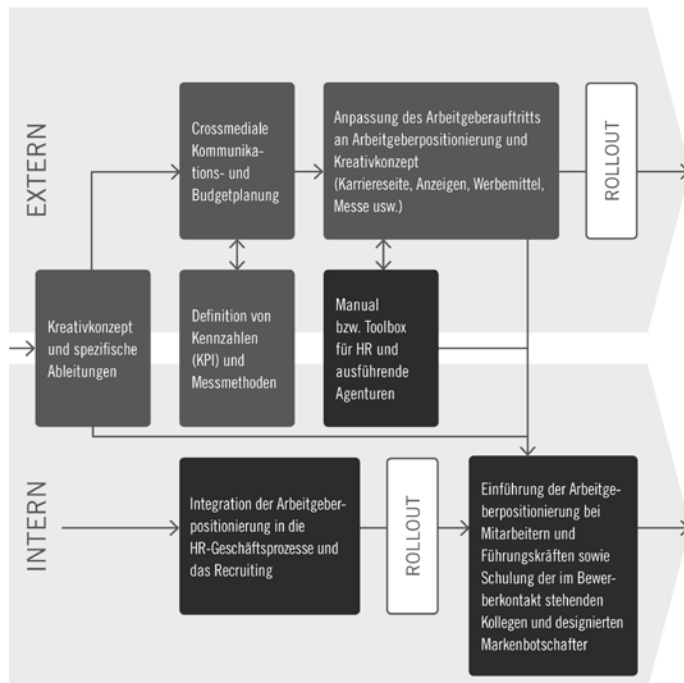 EXTERN
Crossmediale
Kommunika-
tions- und
Budgetplanung
Anpassung des Arbeitgeberauftritts
an Arbeitgeberpositionierung und
Kreativkonzept
(Karriereseite, Anzeigen, Werbemittel,
Messe usw.)
ROLLOUT
Kreativkonzept
und spezifische
Ableitungen
Definition von
Kennzahlen
(KPI) und
Messmethoden
Manual
bzw. Toolbox
für HR und
ausführende
Agenturen
INTERN
Integration der Arbeitgeber-
positionierung in die
HR-Geschäftsprozesse und
das Recruiting
ROLLOUT
Einführung der Arbeitge-
berpositionierung bei
Mitarbeitern und
Führungskräften sowie
Schulung der im Bewer-
berkontakt stehenden
Kollegen und designierten
Markenbotschafter